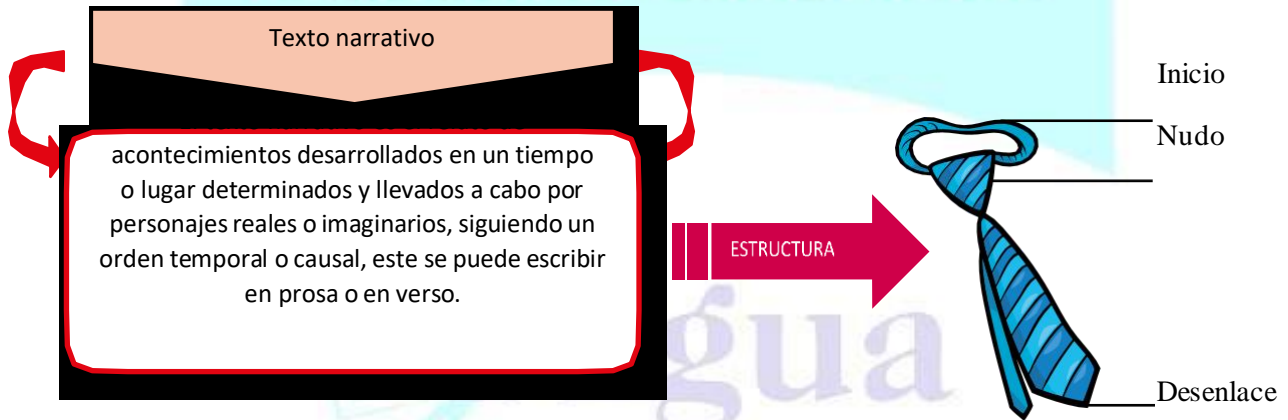 Texto narrativo
acontecimientos desarrollados en un tiempo
o lugar determinados y llevados a cabo por
personajes reales o imaginarios, siguiendo un
orden temporal o causal, este se puede escribir
en prosa o en verso.
ESTRUCTURA
Inicio
Nudo
Desenlace
gua